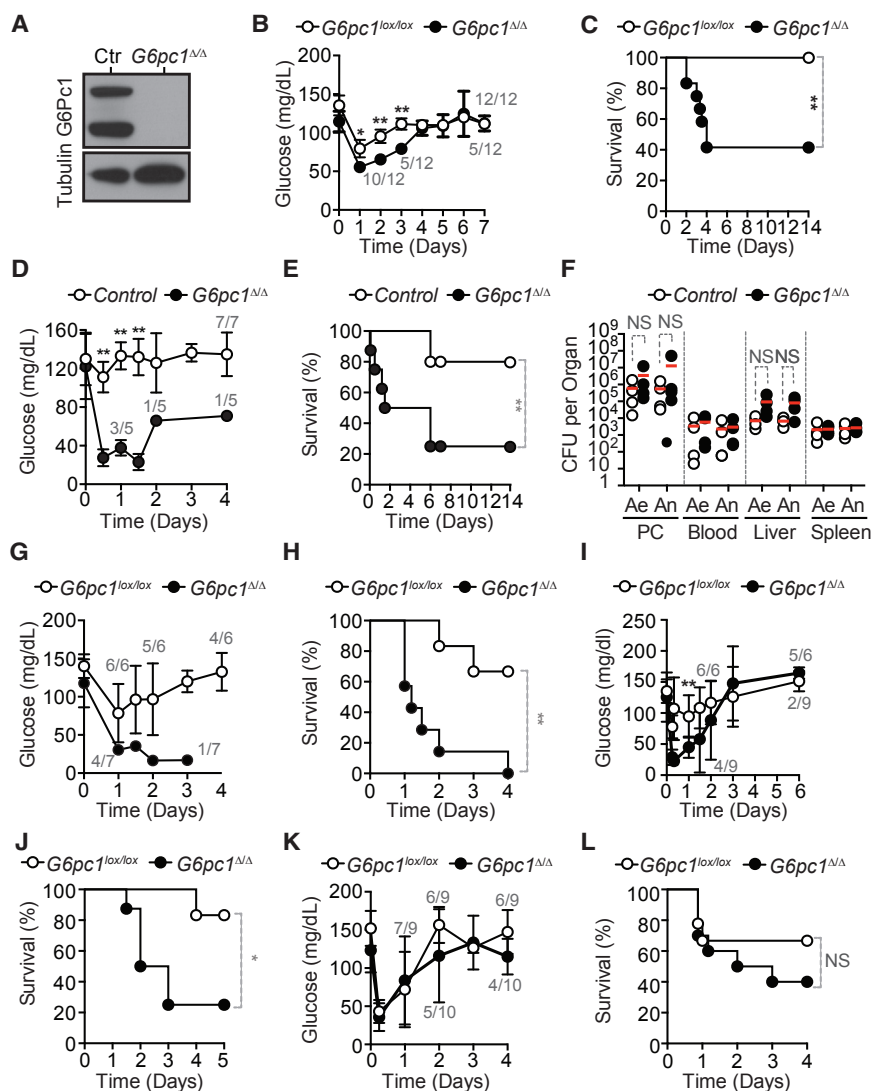 A
Ctr G6pc1Δ/Δ
Tubulin G6Pc1
B
G6pc1lox/lox G6pc1Δ/Δ
Glucose (mg/dL)
200
150
100
50
0
* ** **
12/12
10/12
5/12
5/12
0 1 2 3 4 5 6 7
Time (Days)
C
G6pc1lox/lox G6pc1Δ/Δ
Survival (%)
100
80
60
40
20
0
**
0 2 4 6 8 10 12 14
Time (Days)
D
Control G6pc1Δ/Δ
Glucose (mg/dL)
160
120
80
40
0
** ** **
7/7
3/5
1/5
1/5
0 1 2 3 4
Time (Days)
E
Control G6pc1Δ/Δ
Survival (%)
100
80
60
40
20
0
**
0 2 4 6 7 8 10 12 14
Time (Days)
F
Control G6pc1Δ/Δ
CFU per Organ
10⁹
10⁸
10⁷
10⁶
10⁵
10⁴
10³
10²
10¹
1
NS NS NS NS
Ae An Ae An Ae An Ae An
PC Blood Liver Spleen
G
G6pc1lox/lox G6pc1Δ/Δ
Glucose (mg/dL)
200
150
100
50
0
6/6
5/6
4/6
4/7
1/7
0 1 2 3 4
Time (Days)
H
G6pc1lox/lox G6pc1Δ/Δ
Survival (%)
100
80
60
40
20
0
**
0 1 2 3 4
Time (Days)
I
G6pc1lox/lox G6pc1Δ/Δ
Glucose (mg/dl)
250
200
150
100
50
0
**
6/6
5/6
2/9
4/9
0 1 2 3 4 5 6
Time (Days)
J
G6pc1lox/lox G6pc1Δ/Δ
Survival (%)
100
80
60
40
20
0
*
0 1 2 3 4 5
Time (Days)
K
G6pc1lox/lox G6pc1Δ/Δ
Glucose (mg/dL)
200
150
100
50
0
7/9
6/9
6/9
5/10
4/10
0 1 2 3 4
Time (Days)
L
G6pc1lox/lox G6pc1Δ/Δ
Survival (%)
100
80
60
40
20
0
NS
0 1 2 3 4
Time (Days)